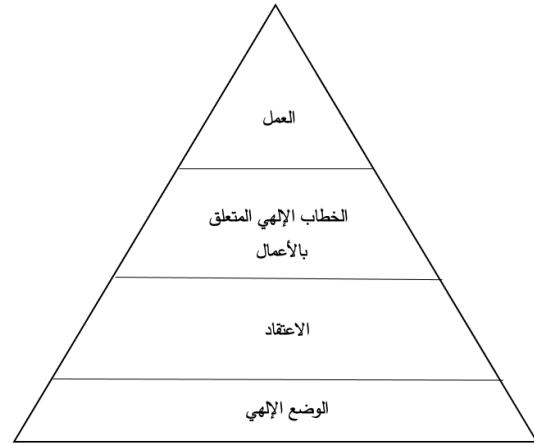 العمل
الخطاب الإلهي المتعلق
بالأعمال
الاعتقاد
الوضع الإلهي